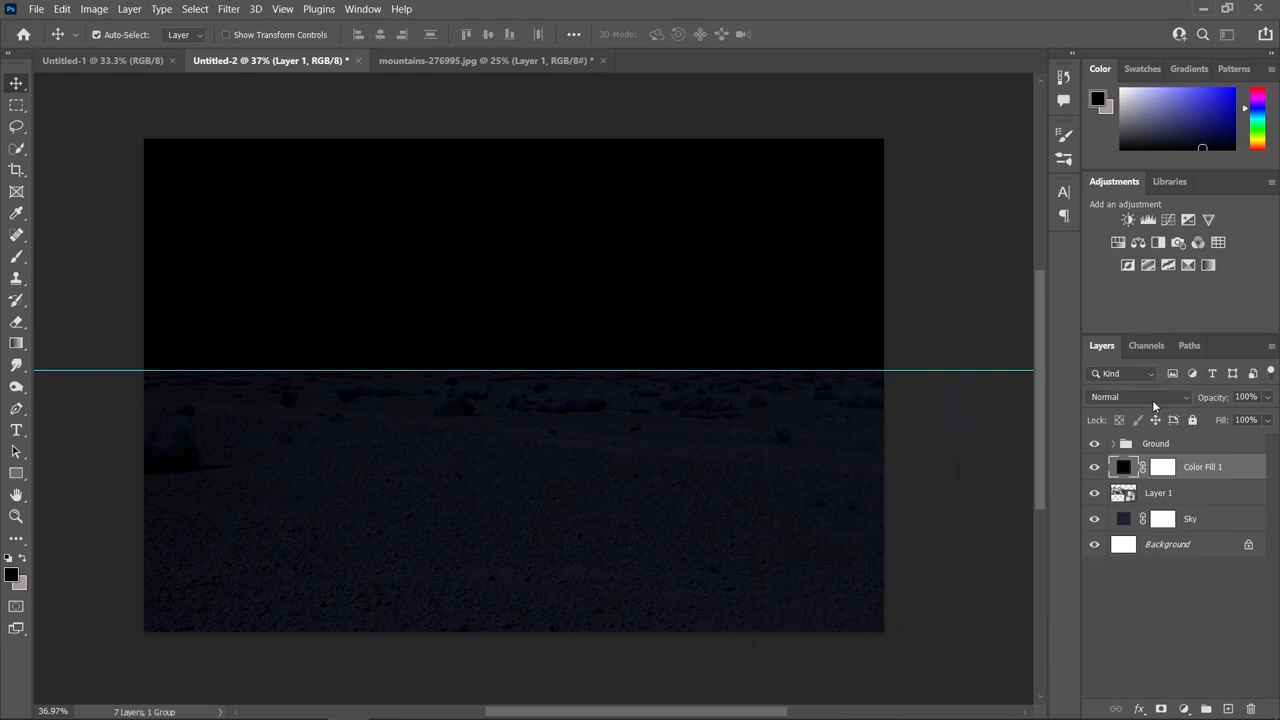 Ps File Edit Image Layer Type Select Filter 3D View Plugins Window Help
Auto-Select: Layer Show Transform Controls 3D Mode:
Untitled-1 @ 33.3% (RGB/8) × Untitled-2 @ 37% (Layer 1, RGB/8) * × mountains-276995.jpg @ 25% (Layer 1, RGB/8#) * ×
Color Swatches Gradients Patterns
Adjustments Libraries
Add an adjustment
Layers Channels Paths
Kind
Normal Opacity: 100%
Lock: Fill: 100%
Ground
Color Fill 1
Layer 1
Sky
Background
36.97% 7 Layers, 1 Group